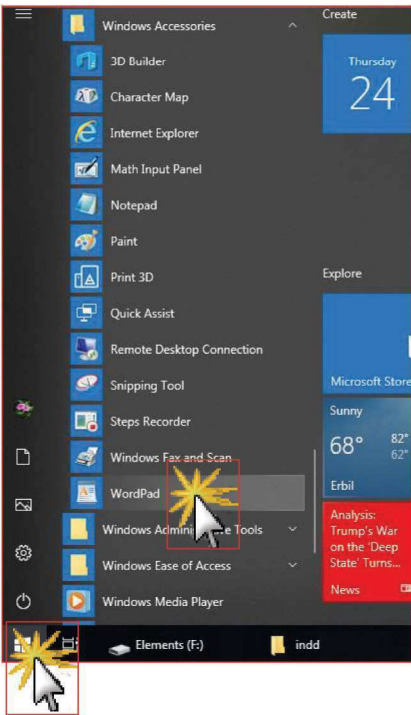 Windows Accessories
3D Builder
Character Map
Internet Explorer
Math Input Panel
Notepad
Paint
Print 3D
Quick Assist
Remote Desktop Connection
Snipping Tool
Steps Recorder
Windows Fax and Scan
WordPad
Windows Tools
Windows Ease of Access
Windows Media Player
Create
Thursday
24
Explore
Microsoft Store
Sunny
68°
82°
62°
Erbil
Analysis:
Trump's War
on the 'Deep
State' Turns...
News
Elements (F:)
indd